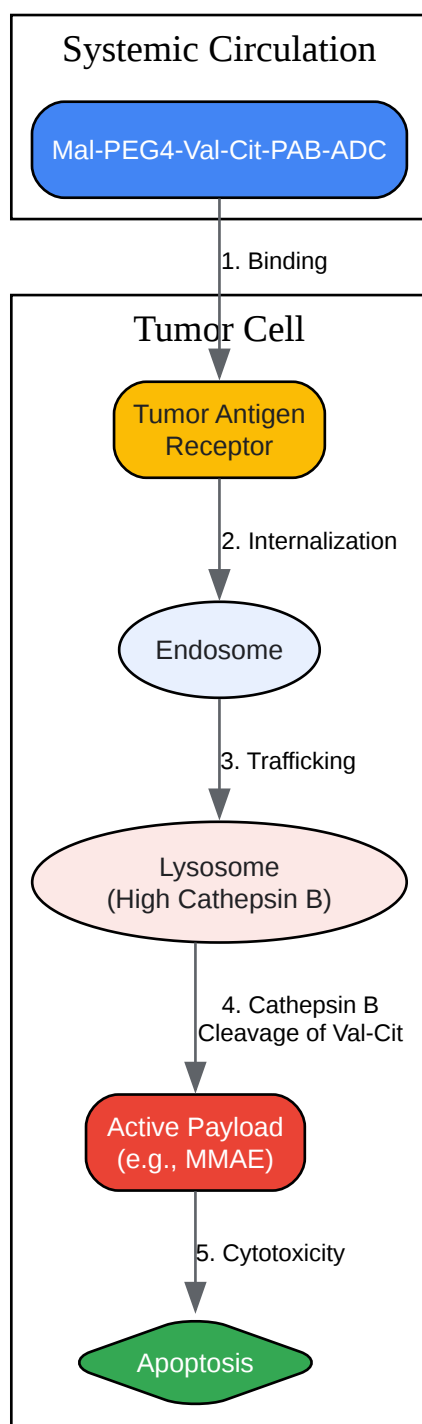 Systemic Circulation
Mal-PEG4-Val-Cit-PAB-ADC
1. Binding
Tumor Cell
Tumor Antigen
Receptor
2. Internalization
Endosome
3. Trafficking
Lysosome
(High Cathepsin B)
4. Cathepsin B
Cleavage of Val-Cit
Active Payload
(e.g., MMAE)
5. Cytotoxicity
Apoptosis